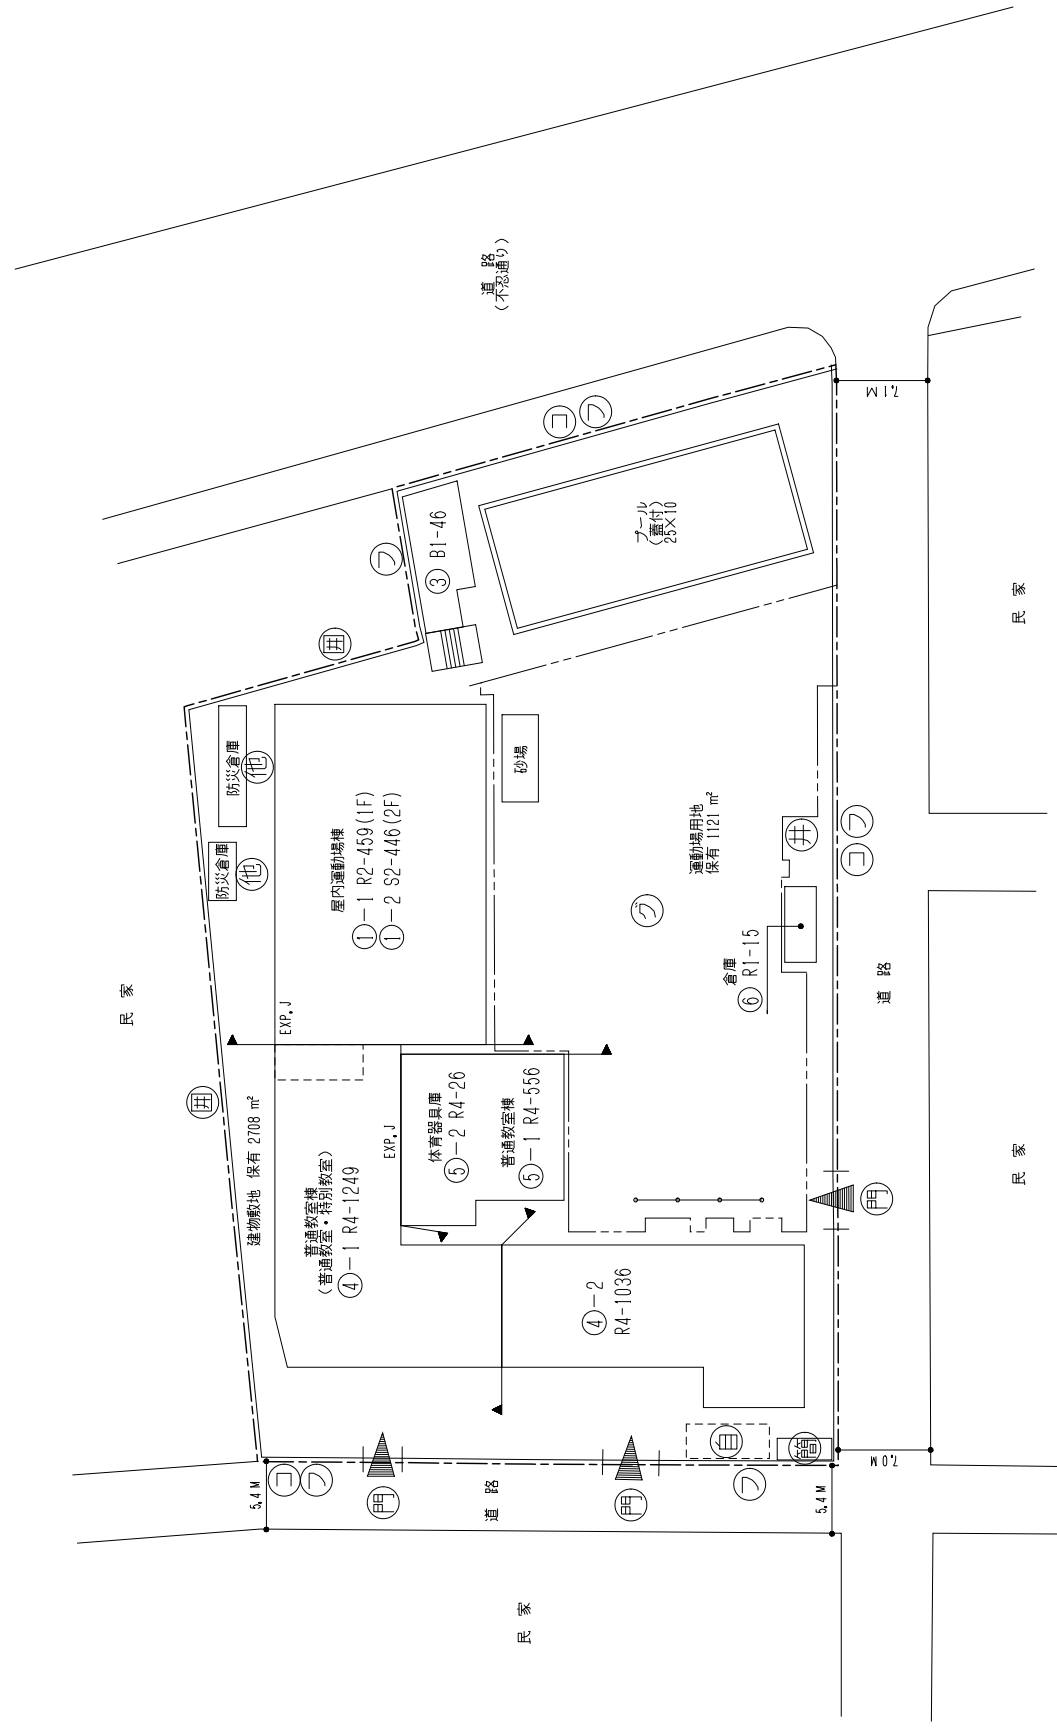 道 路
(不忍通り)
7.1M
コ
フ
プール
(蓋付)
25×10
フ
③ B1-46
囲
民 家
防災倉庫
他
防災倉庫
他
砂場
屋内運動場棟
①-1 R2-459(1F)
①-2 S2-446(2F)
運動場用地
保有 1121 ㎡
井
フ
コ
グ
倉庫
⑥ R1-15
道 路
民 家
EXP.J
囲
建物敷地 保有 2708 ㎡
EXP.J
体育器具庫
⑤-2 R4-26
普通教室棟
⑤-1 R4-556
普通教室棟
(普通教室・特別教室)
④-1 R4-1249
門
民 家
④-2
R4-1036
自
7.0M
5.4M
コ
フ
門
道 路
門
フ
5.4M
民 家